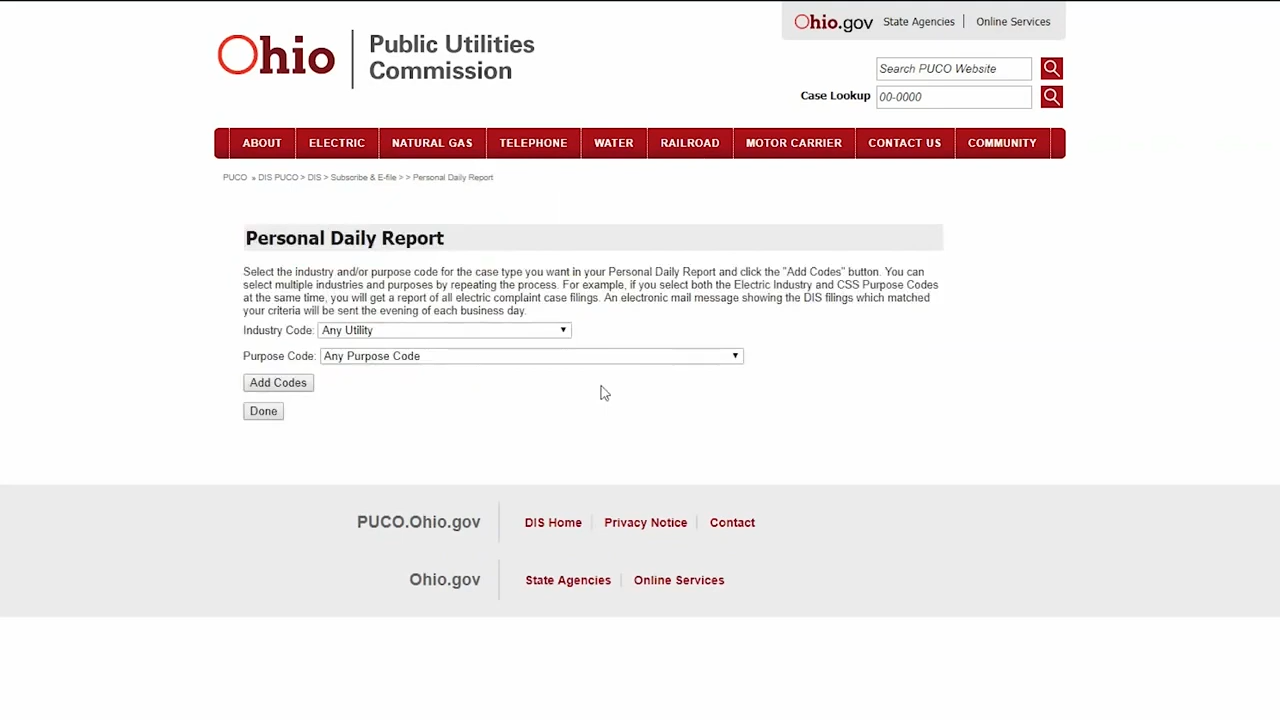 Ohio.gov State Agencies Online Services
Ohio Public Utilities Commission
Search PUCO Website
Case Lookup 00-0000
ABOUT ELECTRIC NATURAL GAS TELEPHONE WATER RAILROAD MOTOR CARRIER CONTACT US COMMUNITY
PUCO » DIS PUCO > DIS > Subscribe & E-file > > Personal Daily Report
Personal Daily Report
Select the industry and/or purpose code for the case type you want in your Personal Daily Report and click the "Add Codes" button. You can
select multiple industries and purposes by repeating the process. For example, if you select both the Electric Industry and CSS Purpose Codes
at the same time, you will get a report of all electric complaint case filings. An electronic mail message showing the DIS filings which matched
your criteria will be sent the evening of each business day.
Industry Code: Any Utility
Purpose Code: Any Purpose Code
Add Codes
Done
PUCO.Ohio.gov DIS Home Privacy Notice Contact
Ohio.gov State Agencies Online Services